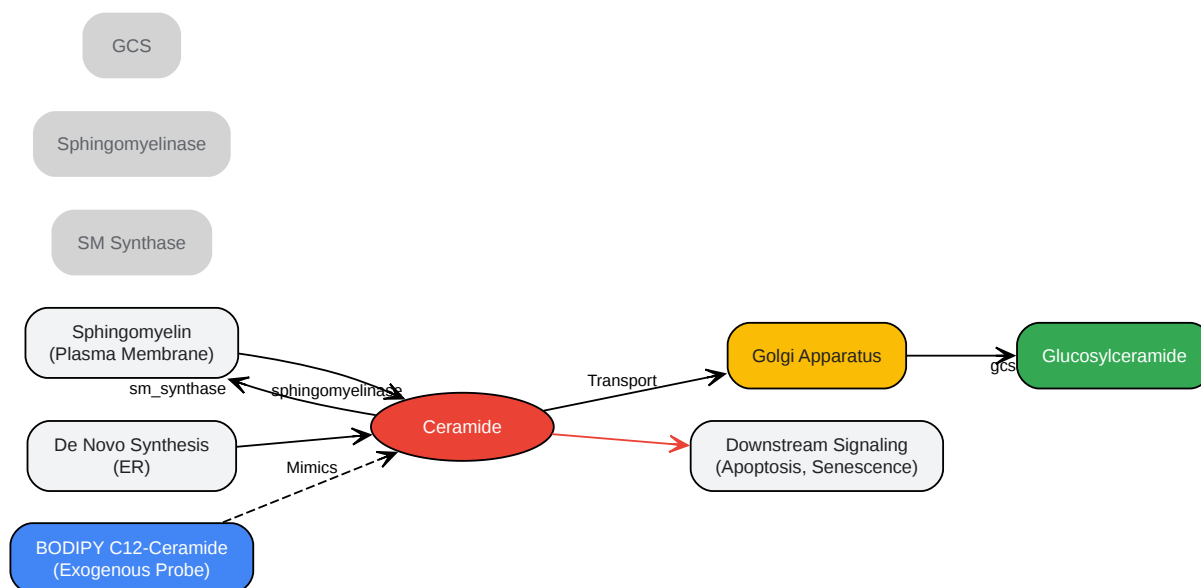 GCS
Sphingomyelinase
SM Synthase
Sphingomyelin
(Plasma Membrane)
sm_synthase
sphingomyelinase
De Novo Synthesis
(ER)
Mimics
BODIPY C12-Ceramide
(Exogenous Probe)
Ceramide
Transport
Golgi Apparatus
gcs
Glucosylceramide
Downstream Signaling
(Apoptosis, Senescence)